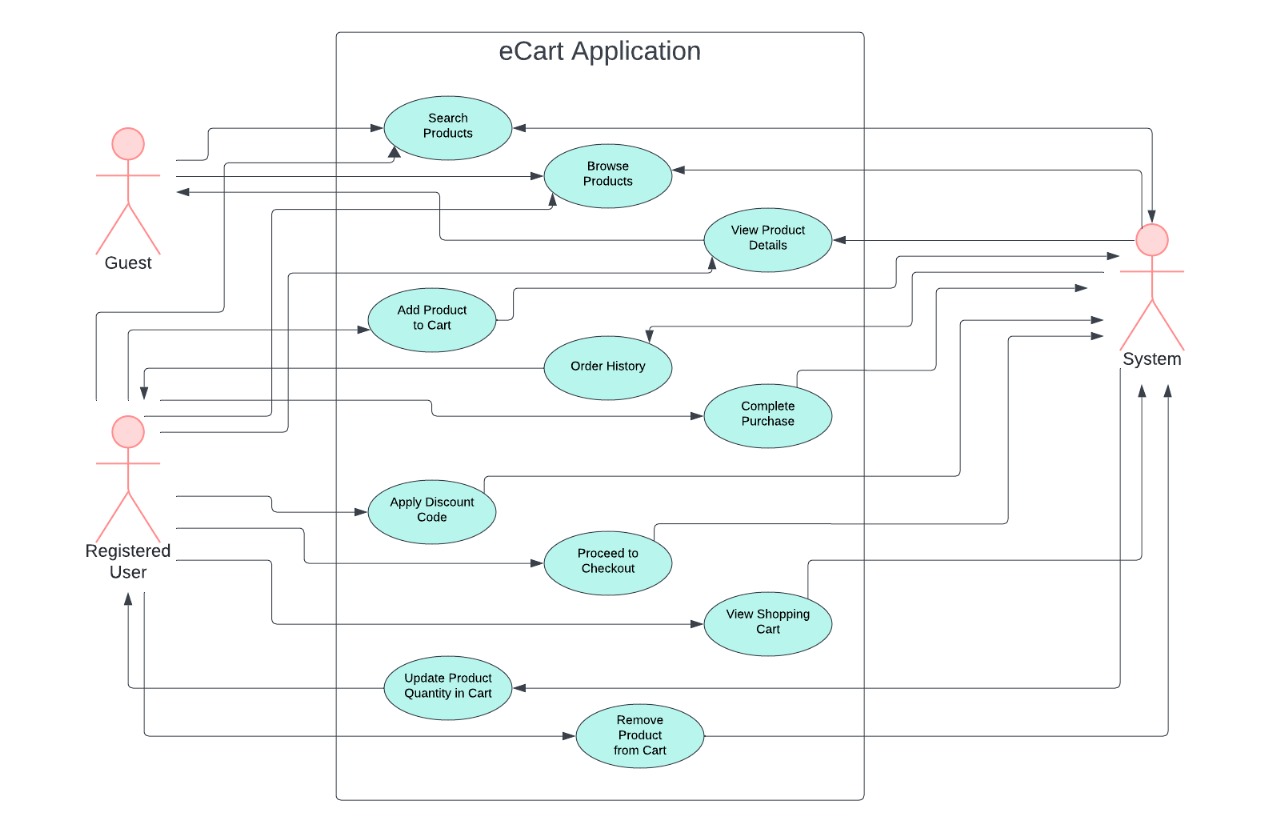 eCart Application
Search
Products
Browse
Products
View Product
Details
Guest
Add Product
to Cart
Order History
System
Complete
Purchase
Apply Discount
Code
Registered
User
Proceed to
Checkout
View Shopping
Cart
Update Product
Quantity in Cart
Remove
Product
from Cart